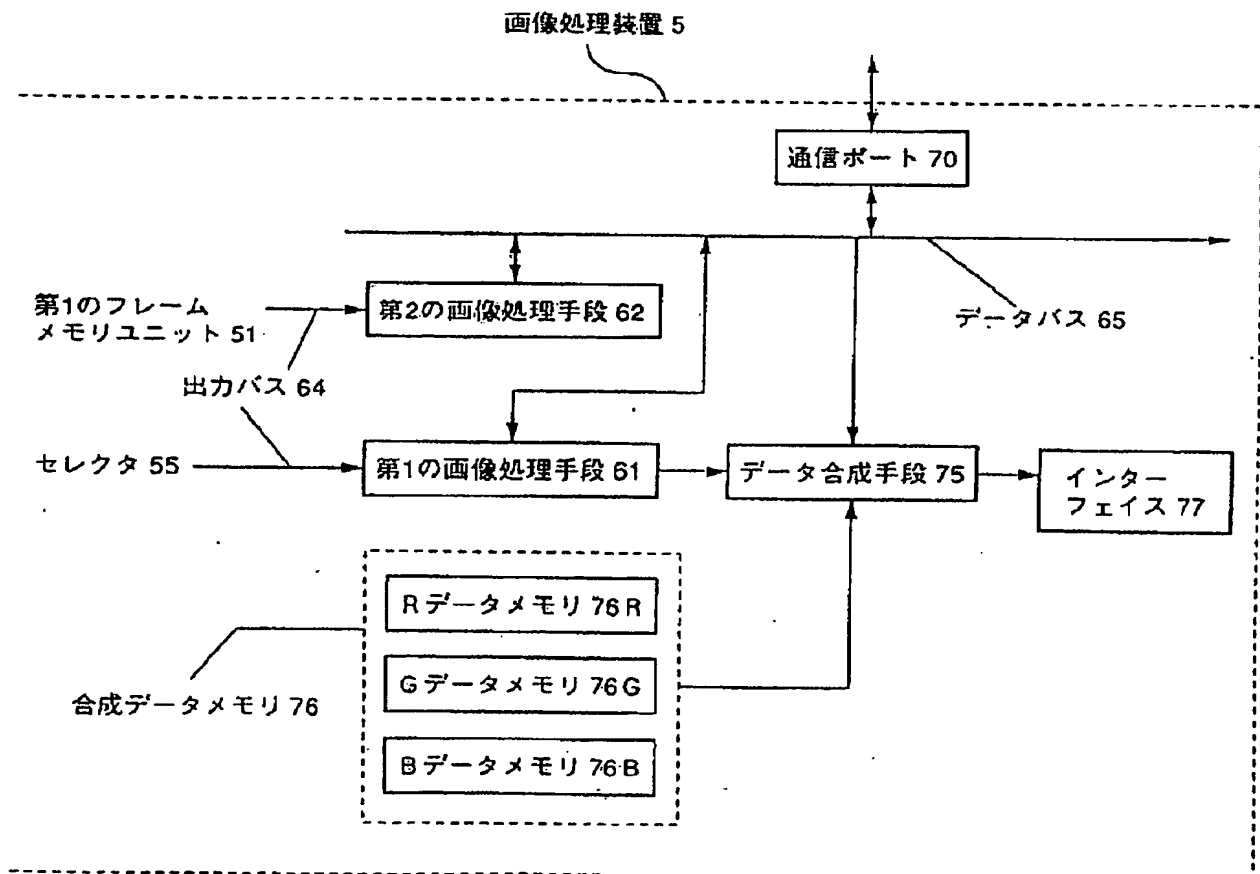 画像処理装置 5
通信ポート 70
第1のフレーム
メモリユニット 51
第2の画像処理手段 62
データバス 65
出力バス 64
セレクタ 55
第1の画像処理手段 61
データ合成手段 75
インター
フェイス 77
Rデータメモリ 76R
Gデータメモリ 76G
Bデータメモリ 76B
合成データメモリ 76